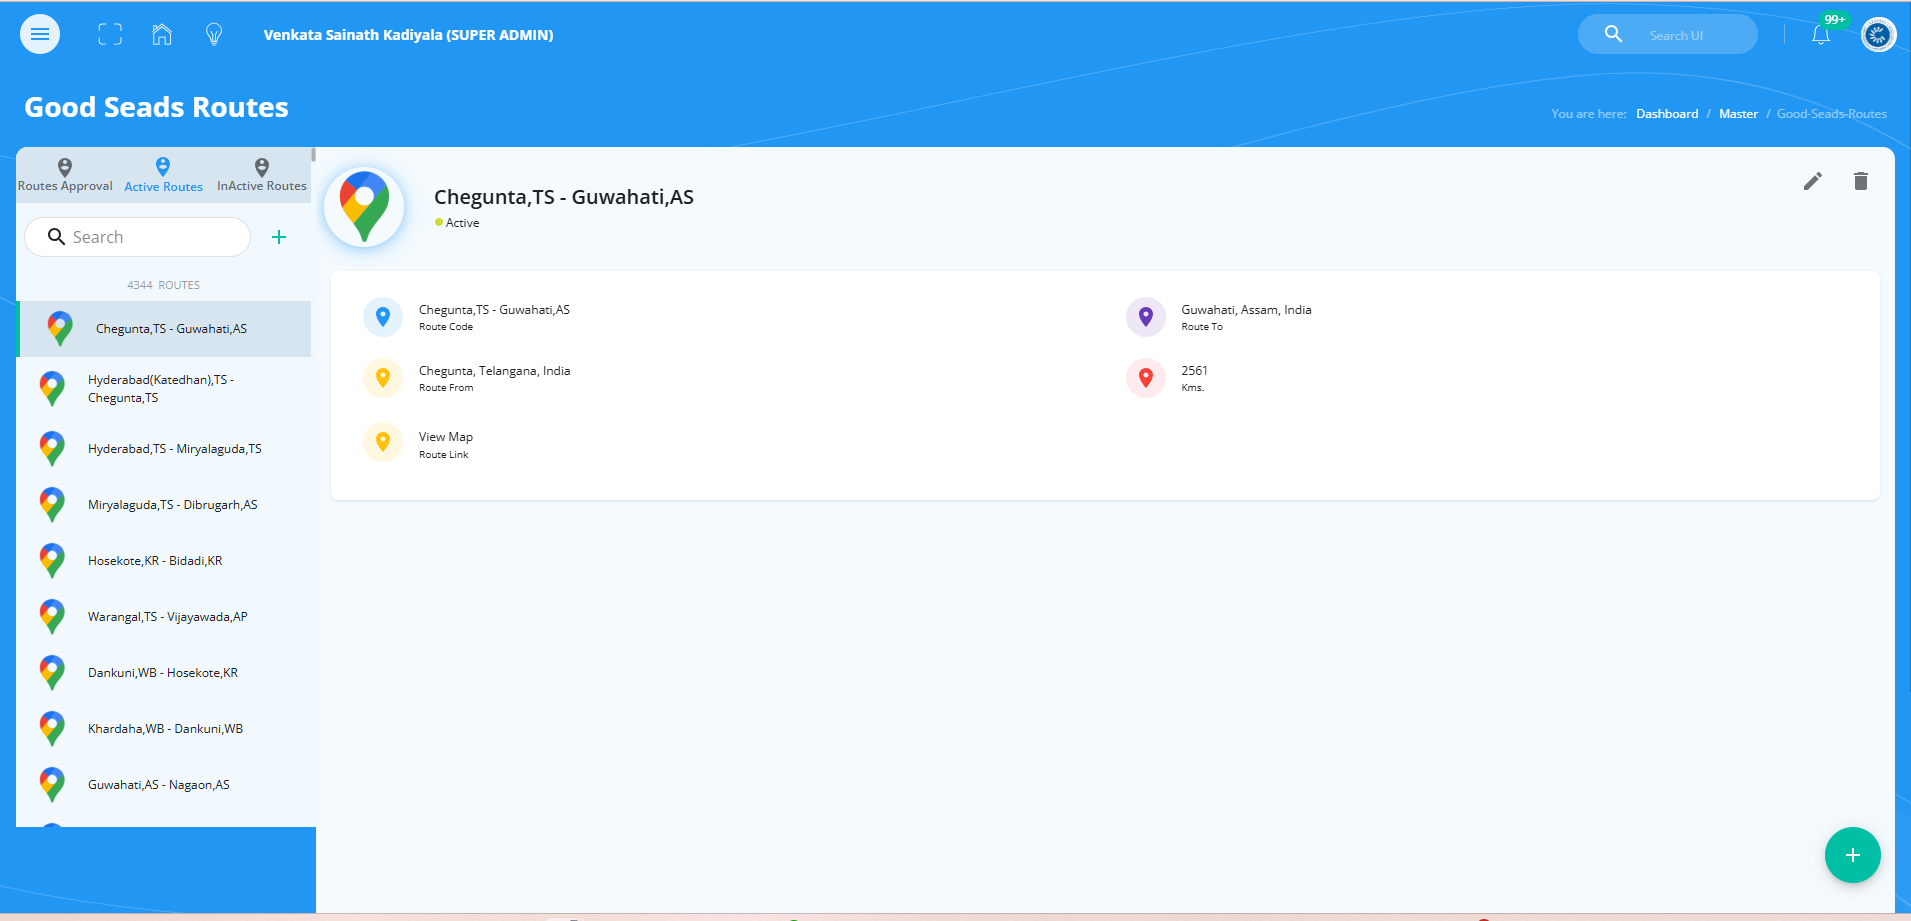 Venkata Sainath Kadiyala (SUPER ADMIN)
Search UI
99+
Good Seads Routes
You are here: Dashboard / Master / Good-Seads-Routes
Routes Approval
Active Routes
InActive Routes
Search
4344 ROUTES
Chegunta,TS - Guwahati,AS
Hyderabad(Katedhan),TS -
Chegunta,TS
Hyderabad,TS - Miryalaguda,TS
Miryalaguda,TS - Dibrugarh,AS
Hosekote,KR - Bidadi,KR
Warangal,TS - Vijayawada,AP
Dankuni,WB - Hosekote,KR
Khardaha,WB - Dankuni,WB
Guwahati,AS - Nagaon,AS
Chegunta,TS - Guwahati,AS
Active
Chegunta,TS - Guwahati,AS
Route Code
Guwahati, Assam, India
Route To
Chegunta, Telangana, India
Route From
2561
Kms.
View Map
Route Link